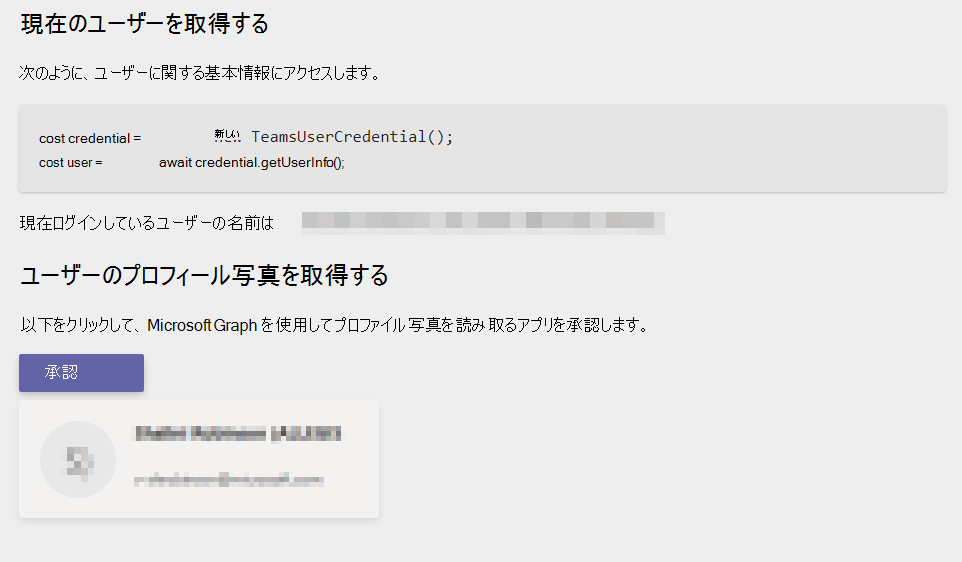 現在のユーザーを取得する
次のように、ユーザーに関する基本情報にアクセスします。
cost credential = 新しい TeamsUserCredential();
cost user = await credential.getUserInfo();
現在ログインしているユーザーの名前は
ユーザーのプロフィール写真を取得する
以下をクリックして、Microsoft Graph を使用してプロファイル写真を読み取るアプリを承認します。
承認